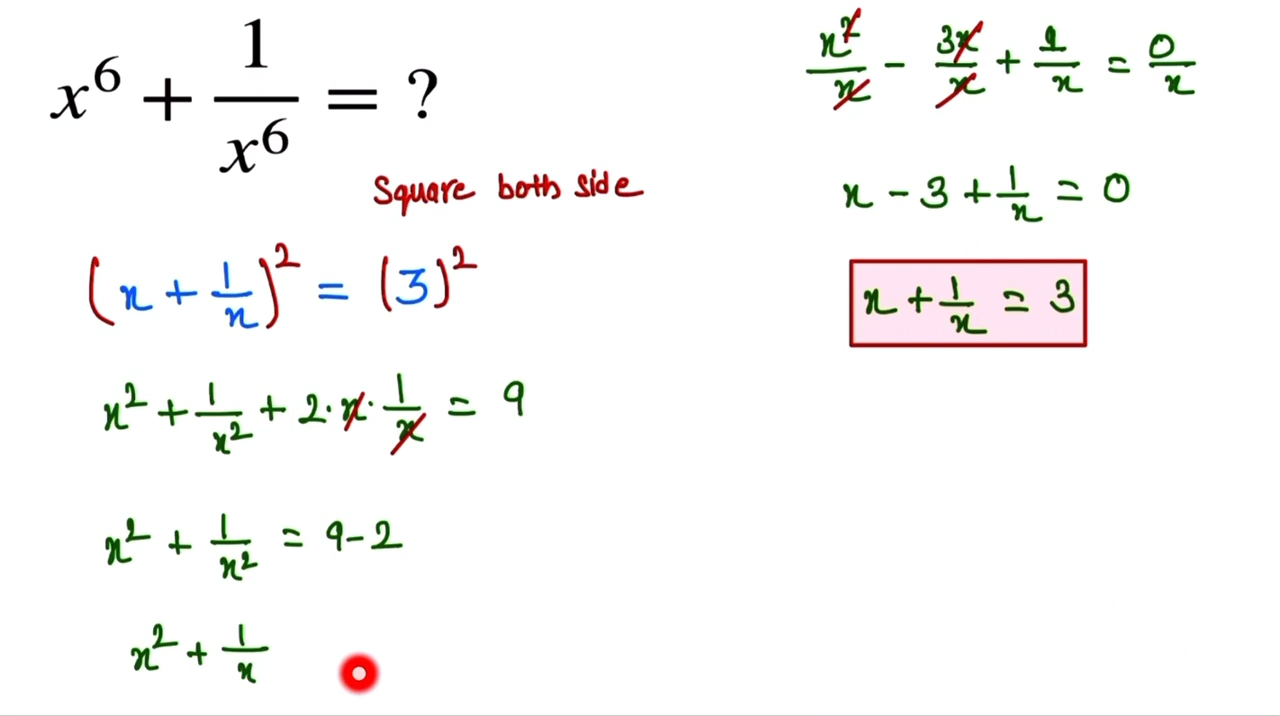 x⁶ + 1/x⁶ = ?
Square both side
(x + 1/x)² = (3)²
x² + 1/x² + 2·x·1/x = 9
x² + 1/x² = 9-2
x² + 1/x
x²/x - 3x/x + 1/x = 0/x
x - 3 + 1/x = 0
x + 1/x = 3